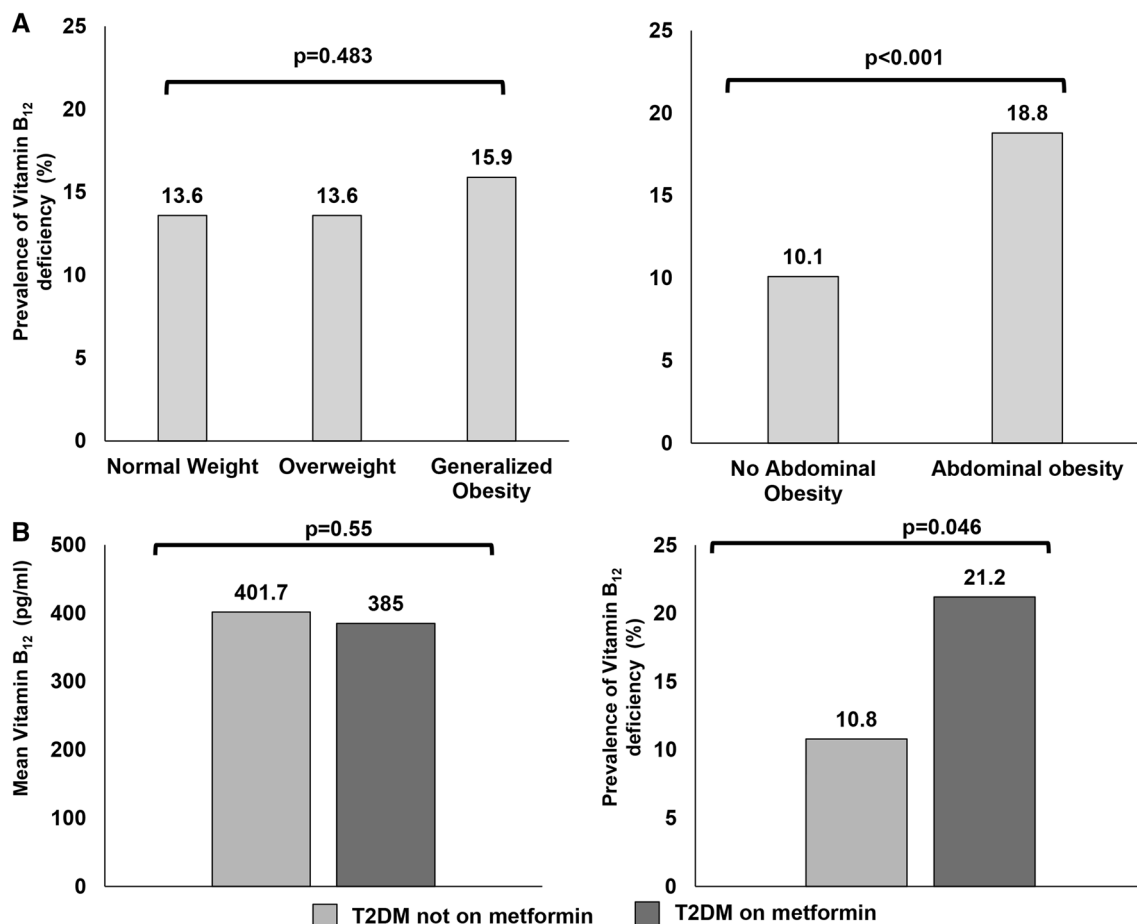 A
Prevalence of Vitamin B12
deficiency (%)
25
20
15
10
5
0
p=0.483
13.6
13.6
15.9
Normal Weight
Overweight
Generalized
Obesity
25
20
15
10
5
0
p<0.001
10.1
18.8
No Abdominal
Obesity
Abdominal obesity
B
Mean Vitamin B12 (pg/ml)
500
400
300
200
100
0
p=0.55
401.7
385
Prevalence of Vitamin B12
deficiency (%)
25
20
15
10
5
0
p=0.046
10.8
21.2
T2DM not on metformin
T2DM on metformin